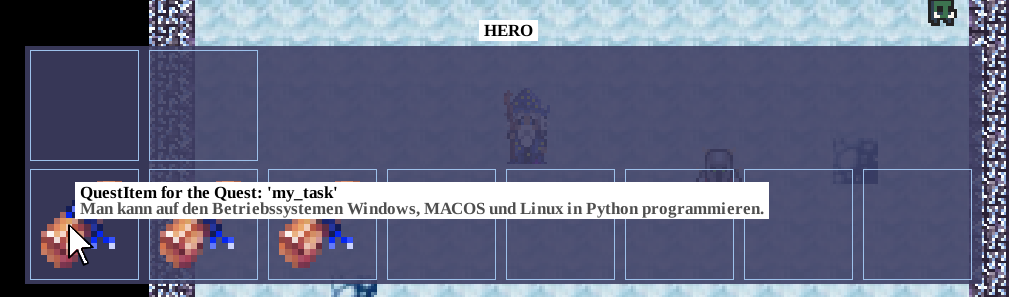 HERO
QuestItem for the Quest: 'my_task'
Man kann auf den Betriebssystemen Windows, MACOS und Linux in Python programmieren.